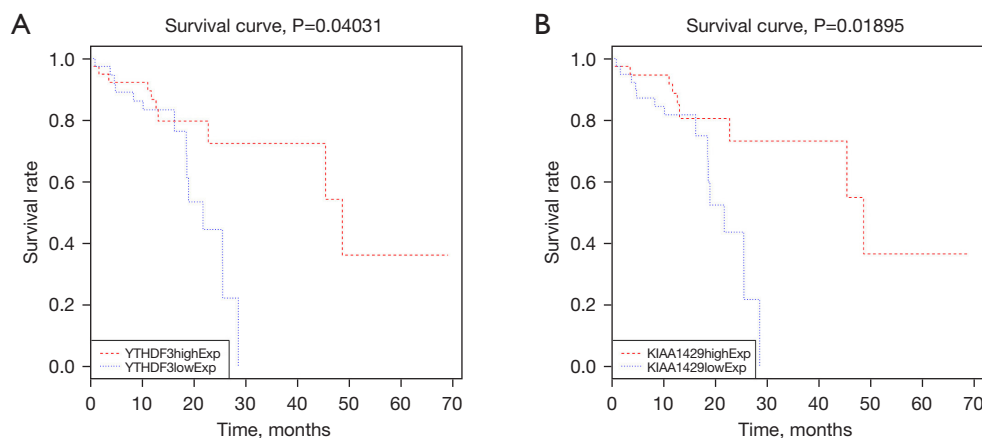 A
Survival curve, P=0.04031
Survival rate
1.0
0.8
0.6
0.4
0.2
0.0
YTHDF3highExp
YTHDF3lowExp
0 10 20 30 40 50 60 70
Time, months
B
Survival curve, P=0.01895
Survival rate
1.0
0.8
0.6
0.4
0.2
0.0
KIAA1429highExp
KIAA1429lowExp
0 10 20 30 40 50 60 70
Time, months